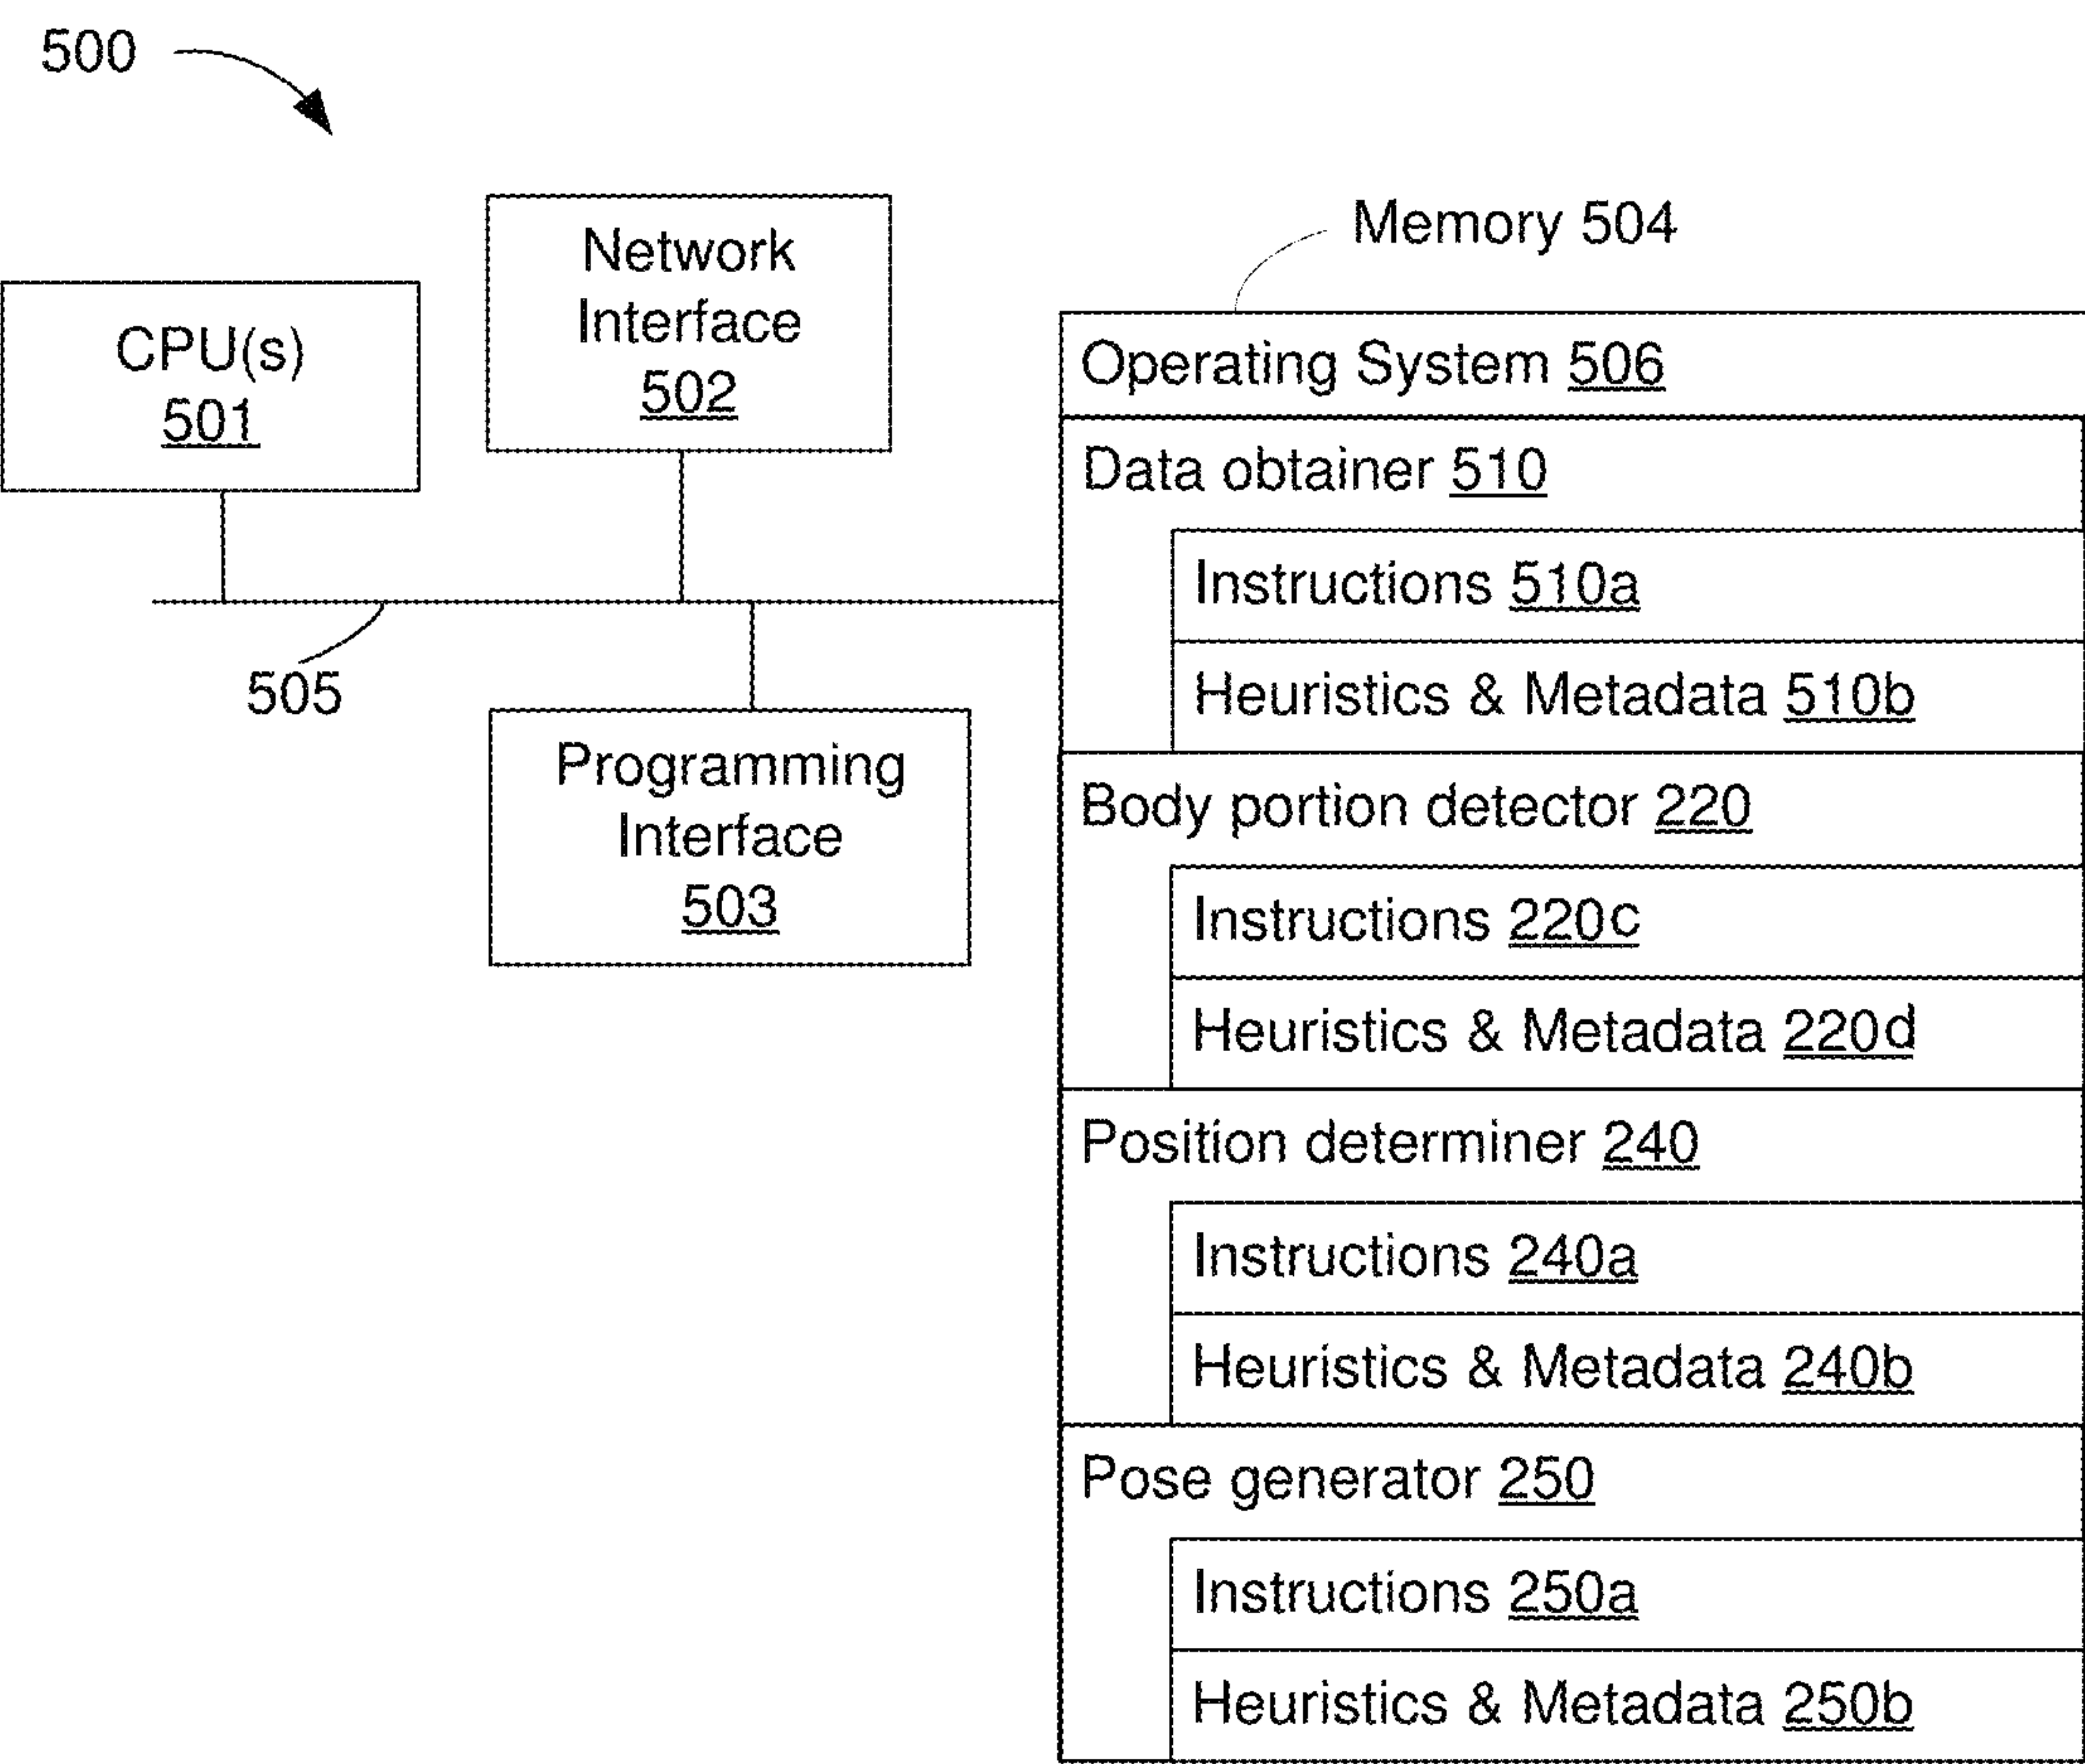 500
CPU(s)
501
Network
Interface
502
505
Programming
Interface
503
Memory 504
Operating System 506
Data obtainer 510
Instructions 510a
Heuristics & Metadata 510b
Body portion detector 220
Instructions 220c
Heuristics & Metadata 220d
Position determiner 240
Instructions 240a
Heuristics & Metadata 240b
Pose generator 250
Instructions 250a
Heuristics & Metadata 250b